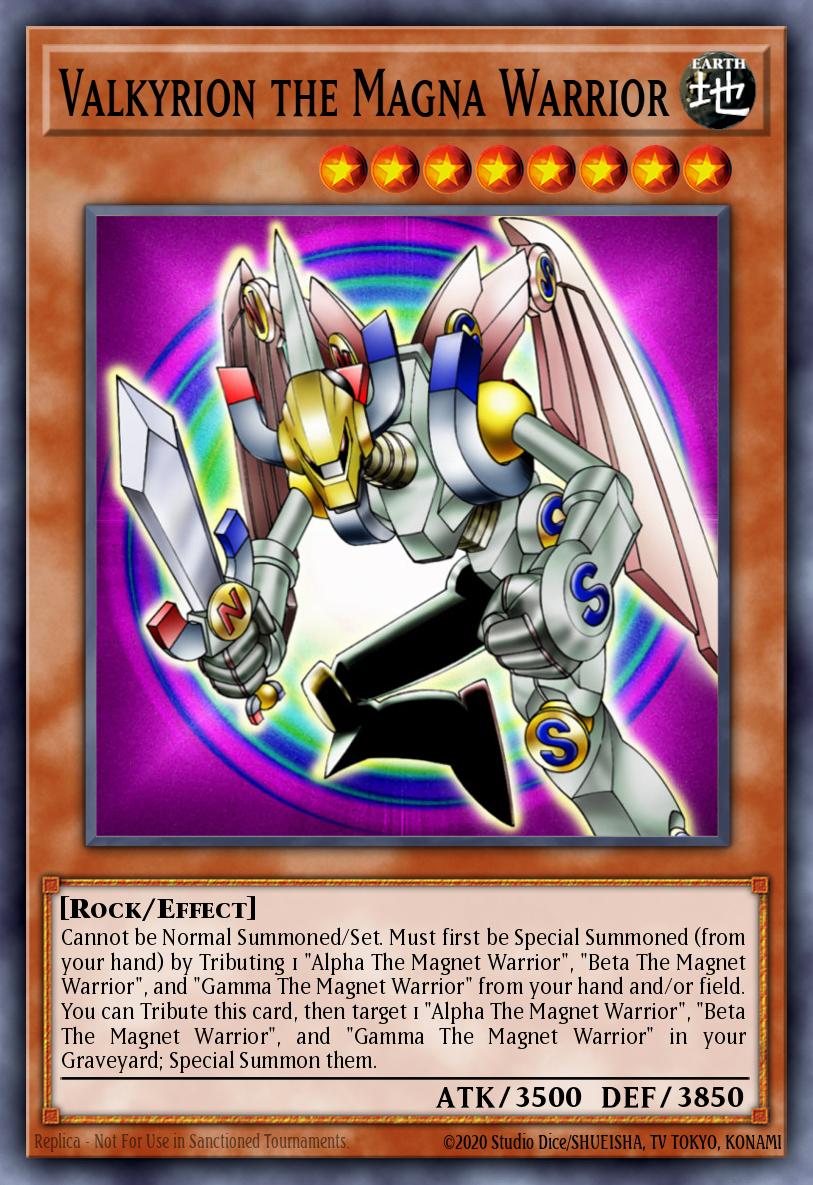 Valkyrion the Magna Warrior
EARTH
地
N
N
S
S
N
S
S
S
[Rock/Effect]
Cannot be Normal Summoned/Set. Must first be Special Summoned (from
your hand) by Tributing 1 "Alpha The Magnet Warrior", "Beta The Magnet
Warrior", and "Gamma The Magnet Warrior" from your hand and/or field.
You can Tribute this card, then target 1 "Alpha The Magnet Warrior", "Beta
The Magnet Warrior", and "Gamma The Magnet Warrior" in your
Graveyard; Special Summon them.
ATK/3500 DEF/3850
Replica - Not For Use in Sanctioned Tournaments.
©2020 Studio Dice/SHUEISHA, TV TOKYO, KONAMI